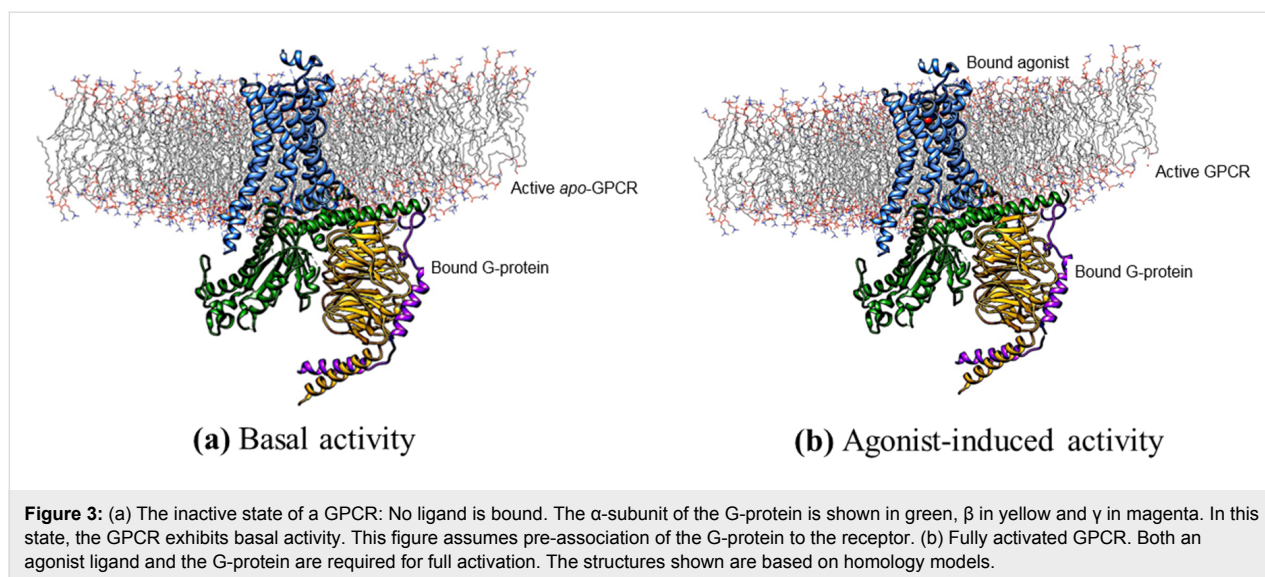 Bound agonist
Active apo-GPCR
Active GPCR
Bound G-protein
Bound G-protein
(a) Basal activity
(b) Agonist-induced activity
Figure 3: (a) The inactive state of a GPCR: No ligand is bound. The α-subunit of the G-protein is shown in green, β in yellow and γ in magenta. In this
state, the GPCR exhibits basal activity. This figure assumes pre-association of the G-protein to the receptor. (b) Fully activated GPCR. Both an
agonist ligand and the G-protein are required for full activation. The structures shown are based on homology models.